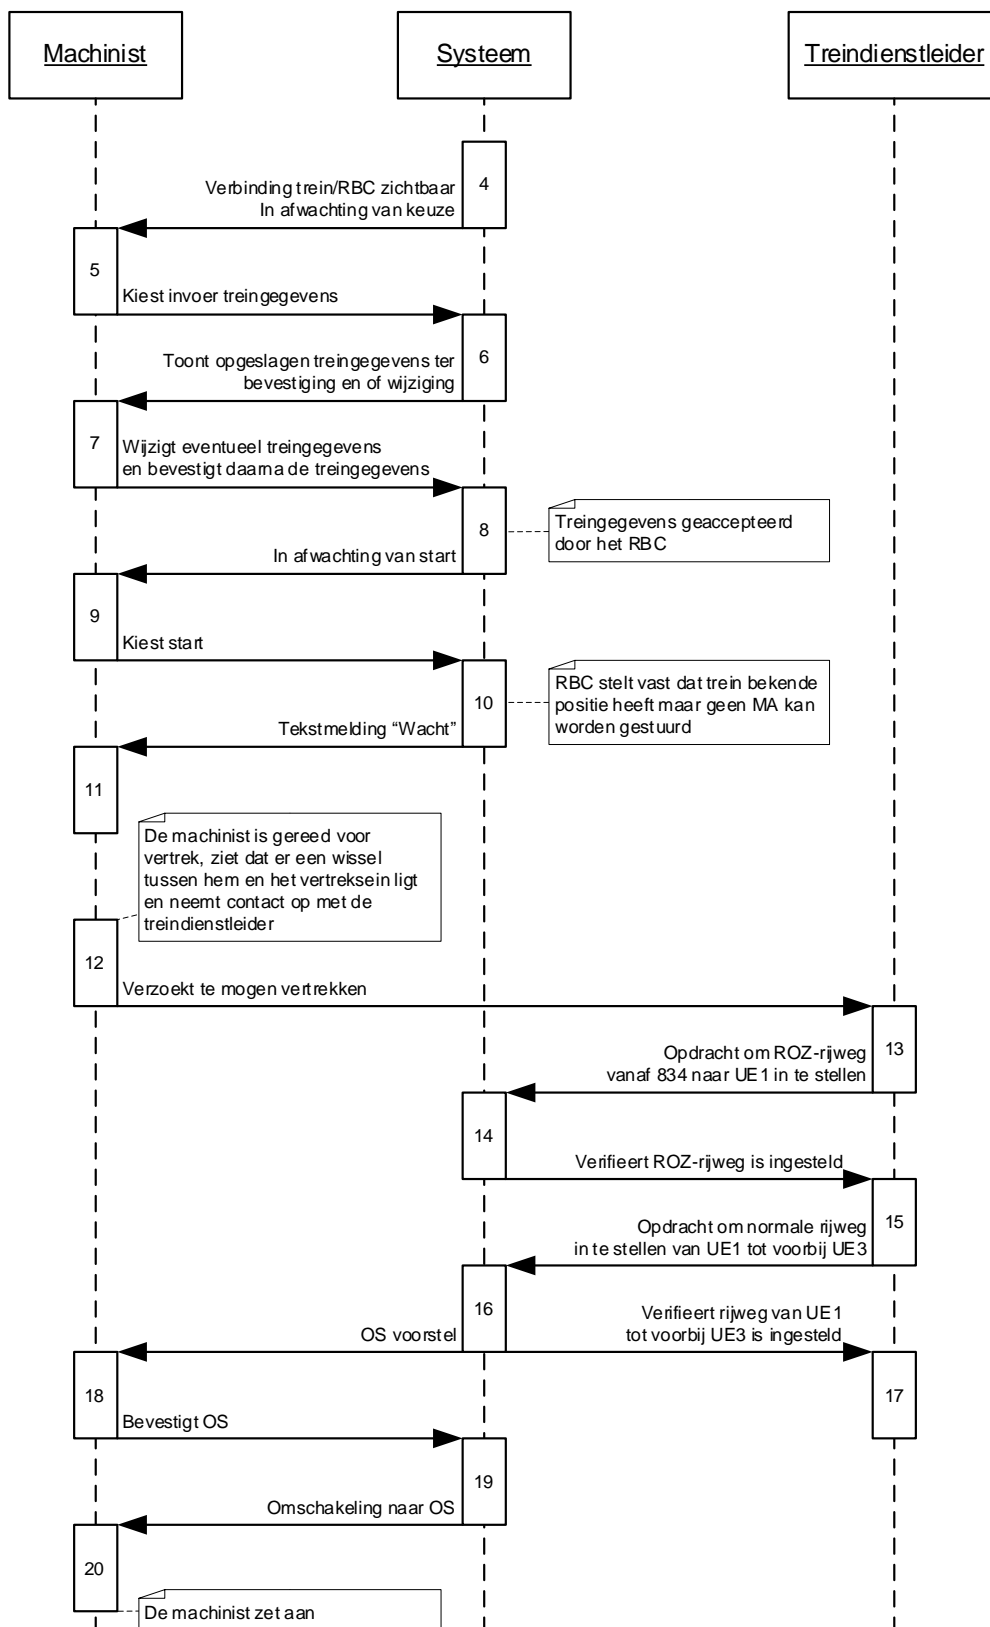 Machinist
Systeem
Treindienstleider
4
Verbinding trein/RBC zichtbaar
In afwachting van keuze
5
Kiest invoer treingegevens
6
Toont opgeslagen treingegevens ter
bevestiging en of wijziging
7
Wijzigt eventueel treingegevens
en bevestigt daarna de treingegevens
8
Treingegevens geaccepteerd
door het RBC
In afwachting van start
9
Kiest start
10
RBC stelt vast dat trein bekende
positie heeft maar geen MA kan
worden gestuurd
Tekstmelding “Wacht”
11
De machinist is gereed voor
vertrek, ziet dat er een wissel
tussen hem en het vertreksein ligt
en neemt contact op met de
treindienstleider
12
Verzoekt te mogen vertrekken
13
Opdracht om ROZ-rijweg
vanaf 834 naar UE1 in te stellen
14
Verifieert ROZ-rijweg is ingesteld
15
Opdracht om normale rijweg
in te stellen van UE1 tot voorbij UE3
16
OS voorstel
Verifieert rijweg van UE1
tot voorbij UE3 is ingesteld
18
17
Bevestigt OS
19
Omschakeling naar OS
20
De machinist zet aan